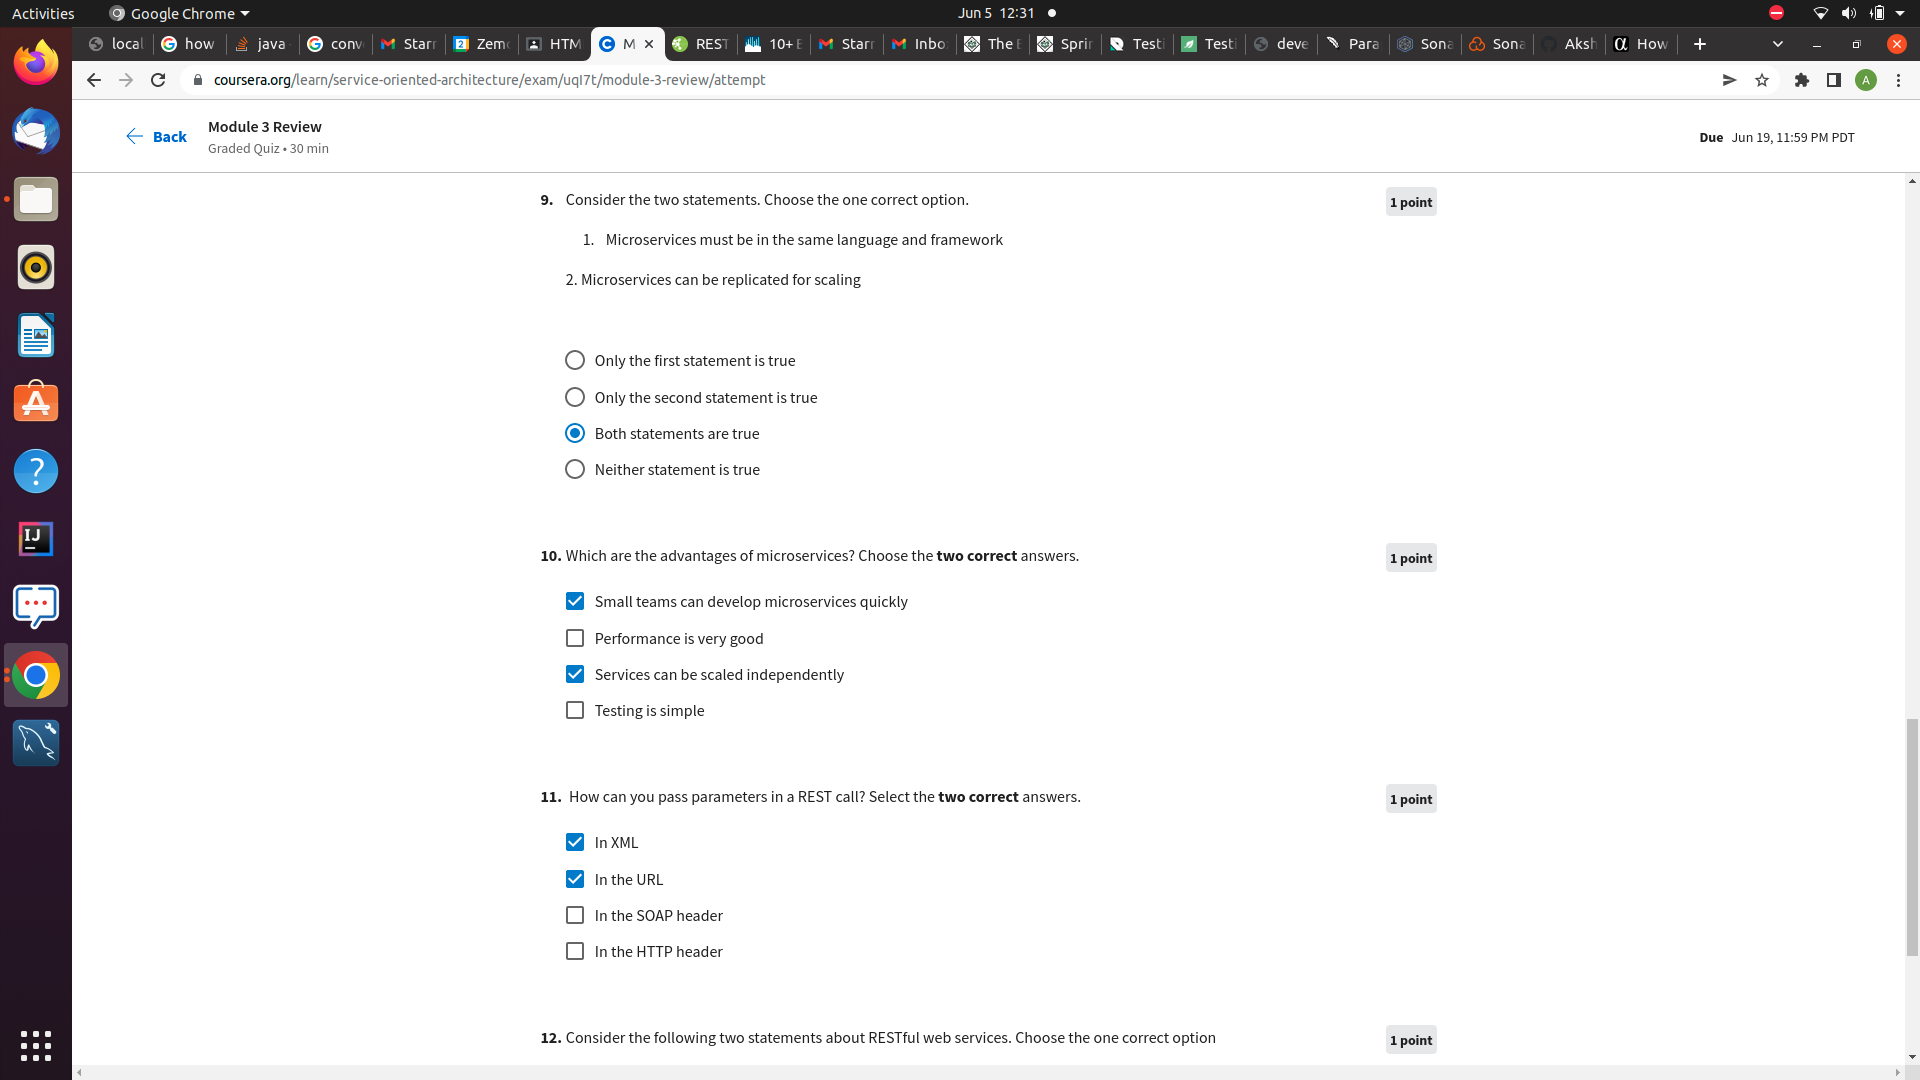 Activities
Google Chrome
Jun 5 12:31
local
how
java
conv
Starr
Zemo
HTM
M
REST
10+ E
Starr
Inbo
The E
Sprin
Testi
Testi
deve
Para
Sona
Sona
Aksh
How
coursera.org/learn/service-oriented-architecture/exam/uqI7t/module-3-review/attempt
A
Back
Module 3 Review
Graded Quiz • 30 min
Due Jun 19, 11:59 PM PDT
9. Consider the two statements. Choose the one correct option.
1 point
1. Microservices must be in the same language and framework
2. Microservices can be replicated for scaling
Only the first statement is true
Only the second statement is true
Both statements are true
Neither statement is true
10. Which are the advantages of microservices? Choose the two correct answers.
1 point
Small teams can develop microservices quickly
Performance is very good
Services can be scaled independently
Testing is simple
11. How can you pass parameters in a REST call? Select the two correct answers.
1 point
In XML
In the URL
In the SOAP header
In the HTTP header
12. Consider the following two statements about RESTful web services. Choose the one correct option
1 point